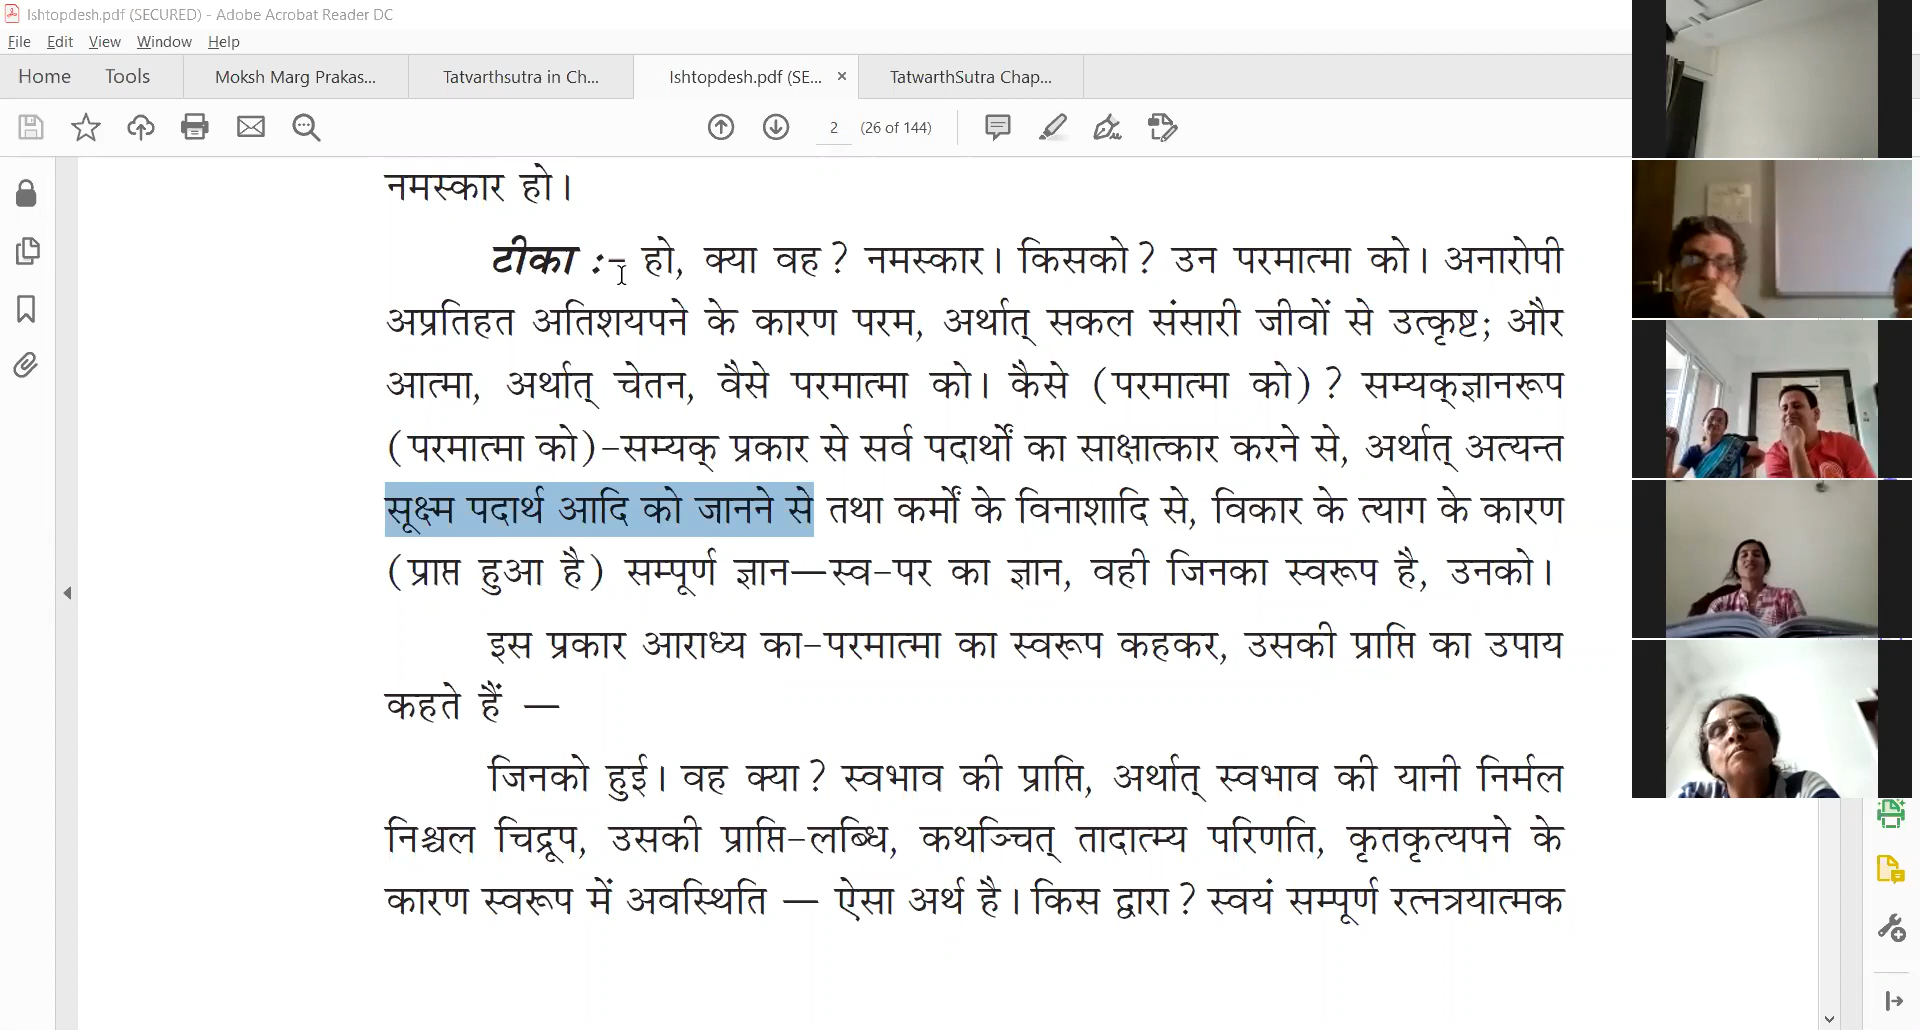 Ishtopdesh.pdf (SECURED) - Adobe Acrobat Reader DC
File Edit View Window Help
Home Tools Moksh Marg Prakas... Tatvarthsutra in Ch... Ishtopdesh.pdf (SE... × TatwarthSutra Chap...
2 (26 of 144)
नमस्कार हो।
टीका :- हो, क्या वह ? नमस्कार। किसको ? उन परमात्मा को। अनारोपी
अप्रतिहत अतिशयपने के कारण परम, अर्थात् सकल संसारी जीवों से उत्कृष्ट; और
आत्मा, अर्थात् चेतन, वैसे परमात्मा को। कैसे (परमात्मा को) ? सम्यक्ज्ञानरूप
(परमात्मा को)-सम्यक् प्रकार से सर्व पदार्थों का साक्षात्कार करने से, अर्थात् अत्यन्त
सूक्ष्म पदार्थ आदि को जानने से तथा कर्मों के विनाशादि से, विकार के त्याग के कारण
(प्राप्त हुआ है) सम्पूर्ण ज्ञान—स्व-पर का ज्ञान, वही जिनका स्वरूप है, उनको।
इस प्रकार आराध्य का-परमात्मा का स्वरूप कहकर, उसकी प्राप्ति का उपाय
कहते हैं —
जिनको हुई। वह क्या ? स्वभाव की प्राप्ति, अर्थात् स्वभाव की यानी निर्मल
निश्चल चिद्रूप, उसकी प्राप्ति-लब्धि, कथञ्चित् तादात्म्य परिणति, कृतकृत्यपने के
कारण स्वरूप में अवस्थिति — ऐसा अर्थ है। किस द्वारा ? स्वयं सम्पूर्ण रत्नत्रयात्मक